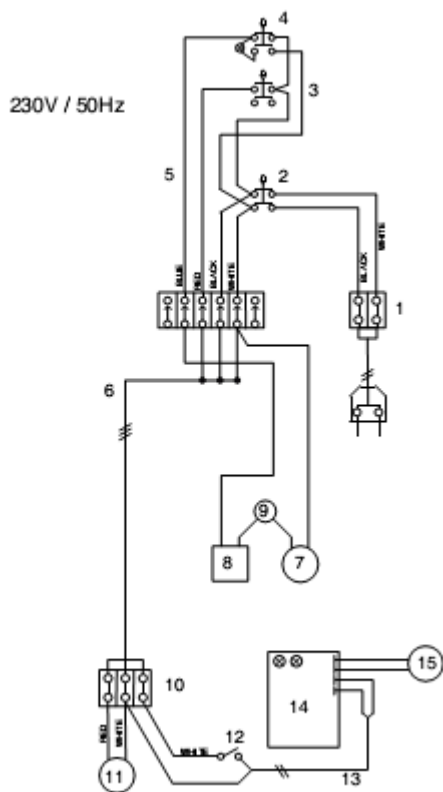 4
230V / 50Hz
3
5
2
BLUE
RED
BLACK
WHITE
BLACK
WHITE
1
6
9
8
7
10
15
14
RED
WHITE
WHITE
12
11
13